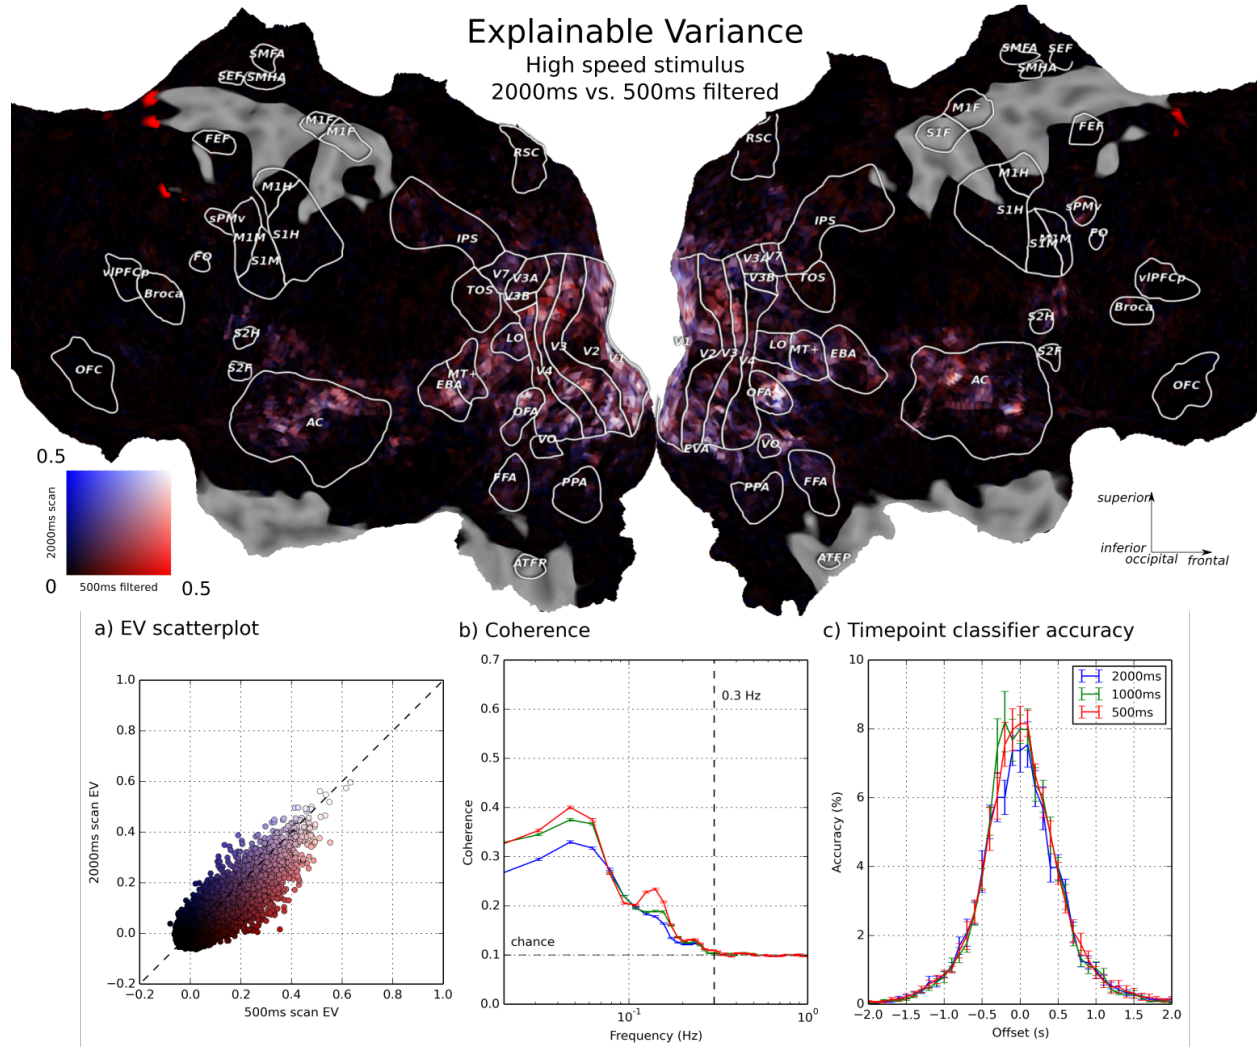 Explainable Variance
High speed stimulus
2000ms vs. 500ms filtered
SMFA
SEF
SMHA
M1F
M1F
FEF
RSC
M1H
sPMv
M1M
S1H
S1M
FO
IPS
vlPFCp
Broca
V7
V3A
V3B
TOS
S2H
LO
V3
V2
V1
V4
S2F
OFC
MT+
EBA
AC
OFA
VO
FFA
PPA
ATFP
SMFA
SEF
SMHA
M1F
S1F
FEF
RSC
M1H
S1H
sPMv
M1M
S1M
FO
IPS
V3A
V7
V3B
TOS
vlPFCp
Broca
S2H
V1
V2
V3
V4
LO
MT+
EBA
S2F
AC
OFC
OFA
EVA
VO
PPA
FFA
ATFP
0.5
2000ms scan
0
500ms filtered
0.5
superior
inferior
occipital
frontal
a) EV scatterplot
1.0
0.8
0.6
0.4
0.2
0.0
−0.2
−0.2 0.0 0.2 0.4 0.6 0.8 1.0
2000ms scan EV
500ms scan EV
b) Coherence
0.7
0.6
0.5
0.4
0.3
0.2
0.1
0.0
0.3 Hz
chance
Coherence
10⁻¹ 10⁰
Frequency (Hz)
c) Timepoint classifier accuracy
10
8
6
4
2
0
2000ms
1000ms
500ms
Accuracy (%)
−2.0 −1.5 −1.0 −0.5 0.0 0.5 1.0 1.5 2.0
Offset (s)